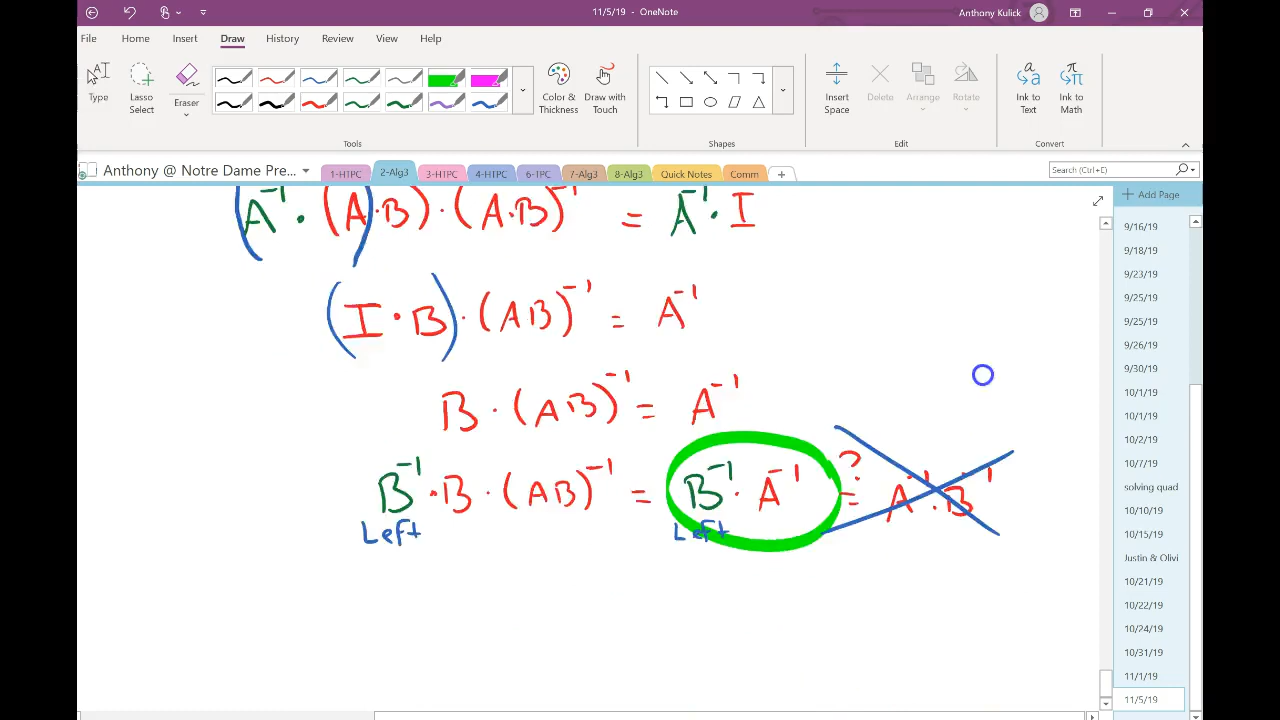 11/5/19 - OneNote
Anthony Kulick
File Home Insert Draw History Review View Help
Type
Lasso Select
Eraser
Color & Thickness
Draw with Touch
Insert Space
Delete
Arrange
Rotate
Ink to Text
Ink to Math
Tools
Shapes
Edit
Convert
Anthony @ Notre Dame Pre...
1-HTPC 2-Alg3 3-HTPC 4-HTPC 6-TPC 7-Alg3 8-Alg3 Quick Notes Comm
Search (Ctrl+E)
Add Page
(A⁻¹ · (A) · B) · (A·B)⁻¹ = A⁻¹ · I
(I · B) · (AB)⁻¹ = A⁻¹
B · (AB)⁻¹ = A⁻¹
B⁻¹ · B · (AB)⁻¹ = B⁻¹ · A⁻¹ ?= A⁻¹ · B⁻¹
Left Left
9/16/19
9/18/19
9/23/19
9/25/19
9/25/19
9/26/19
9/30/19
10/1/19
10/1/19
10/2/19
10/7/19
solving quad
10/10/19
10/15/19
Justin & Olivi
10/21/19
10/22/19
10/24/19
10/31/19
11/1/19
11/5/19